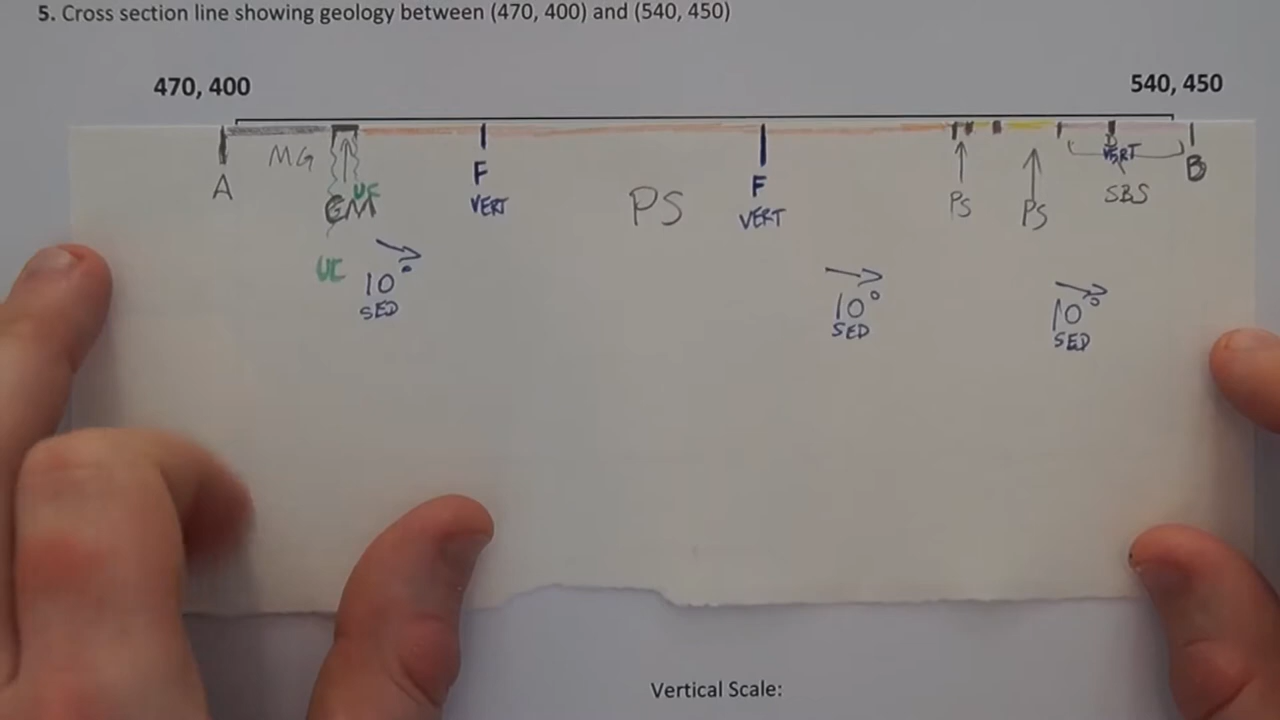 5. Cross section line showing geology between (470, 400) and (540, 450)
470, 400
540, 450
A
MG
GM
UC
UC
F
VERT
PS
F
VERT
PS
PS
D
VERT
SBS
B
10°
SED
10°
SED
10°
SED
Vertical Scale: